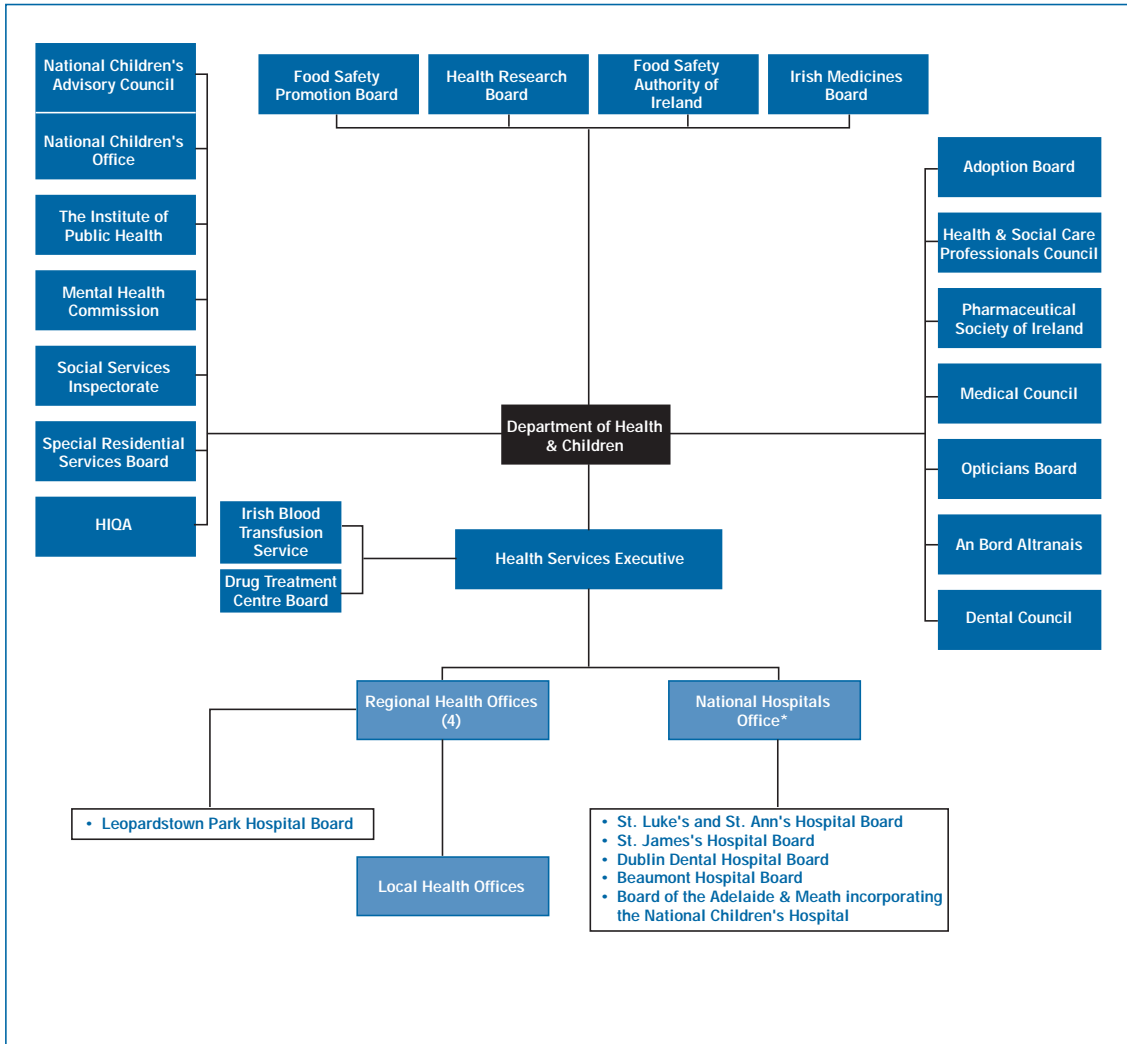 National Children's
Advisory Council
National Children's
Office
The Institute of
Public Health
Mental Health
Commission
Social Services
Inspectorate
Special Residential
Services Board
HIQA
Food Safety
Promotion Board
Health Research
Board
Food Safety
Authority of
Ireland
Irish Medicines
Board
Adoption Board
Health & Social Care
Professionals Council
Pharmaceutical
Society of Ireland
Medical Council
Opticians Board
An Bord Altranais
Dental Council
Department of Health
& Children
Irish Blood
Transfusion
Service
Drug Treatment
Centre Board
Health Services Executive
Regional Health Offices
(4)
National Hospitals
Office*
• Leopardstown Park Hospital Board
Local Health Offices
• St. Luke's and St. Ann's Hospital Board
• St. James's Hospital Board
• Dublin Dental Hospital Board
• Beaumont Hospital Board
• Board of the Adelaide & Meath incorporating
the National Children's Hospital